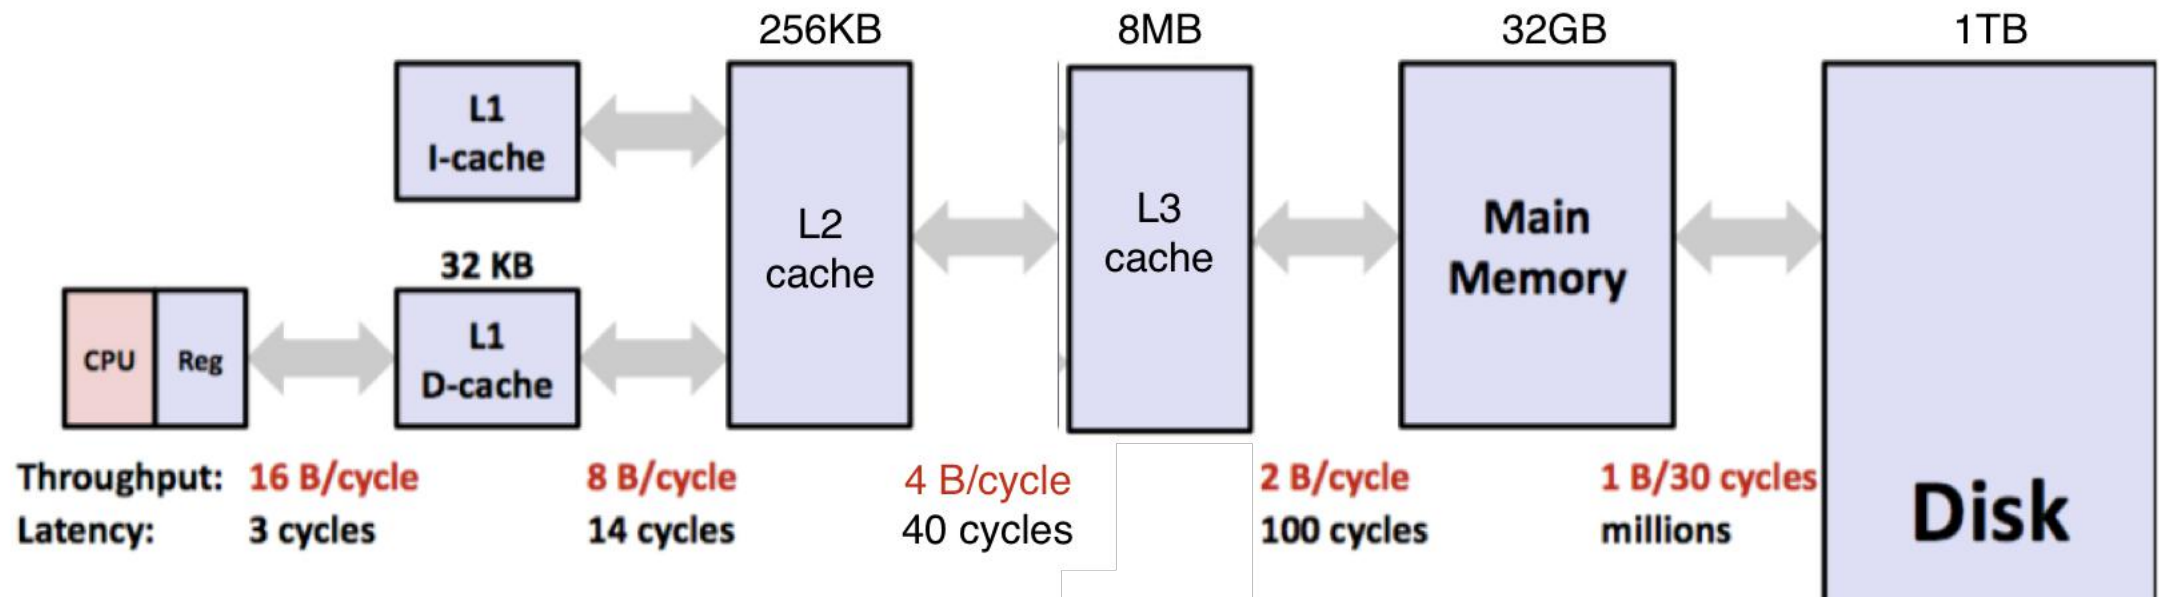 256KB
8MB
32GB
1TB
L1
I-cache
L2
cache
L3
cache
Main
Memory
32 KB
CPU
Reg
L1
D-cache
Throughput: 16 B/cycle 8 B/cycle 4 B/cycle 2 B/cycle 1 B/30 cycles
Latency: 3 cycles 14 cycles 40 cycles 100 cycles millions
Disk